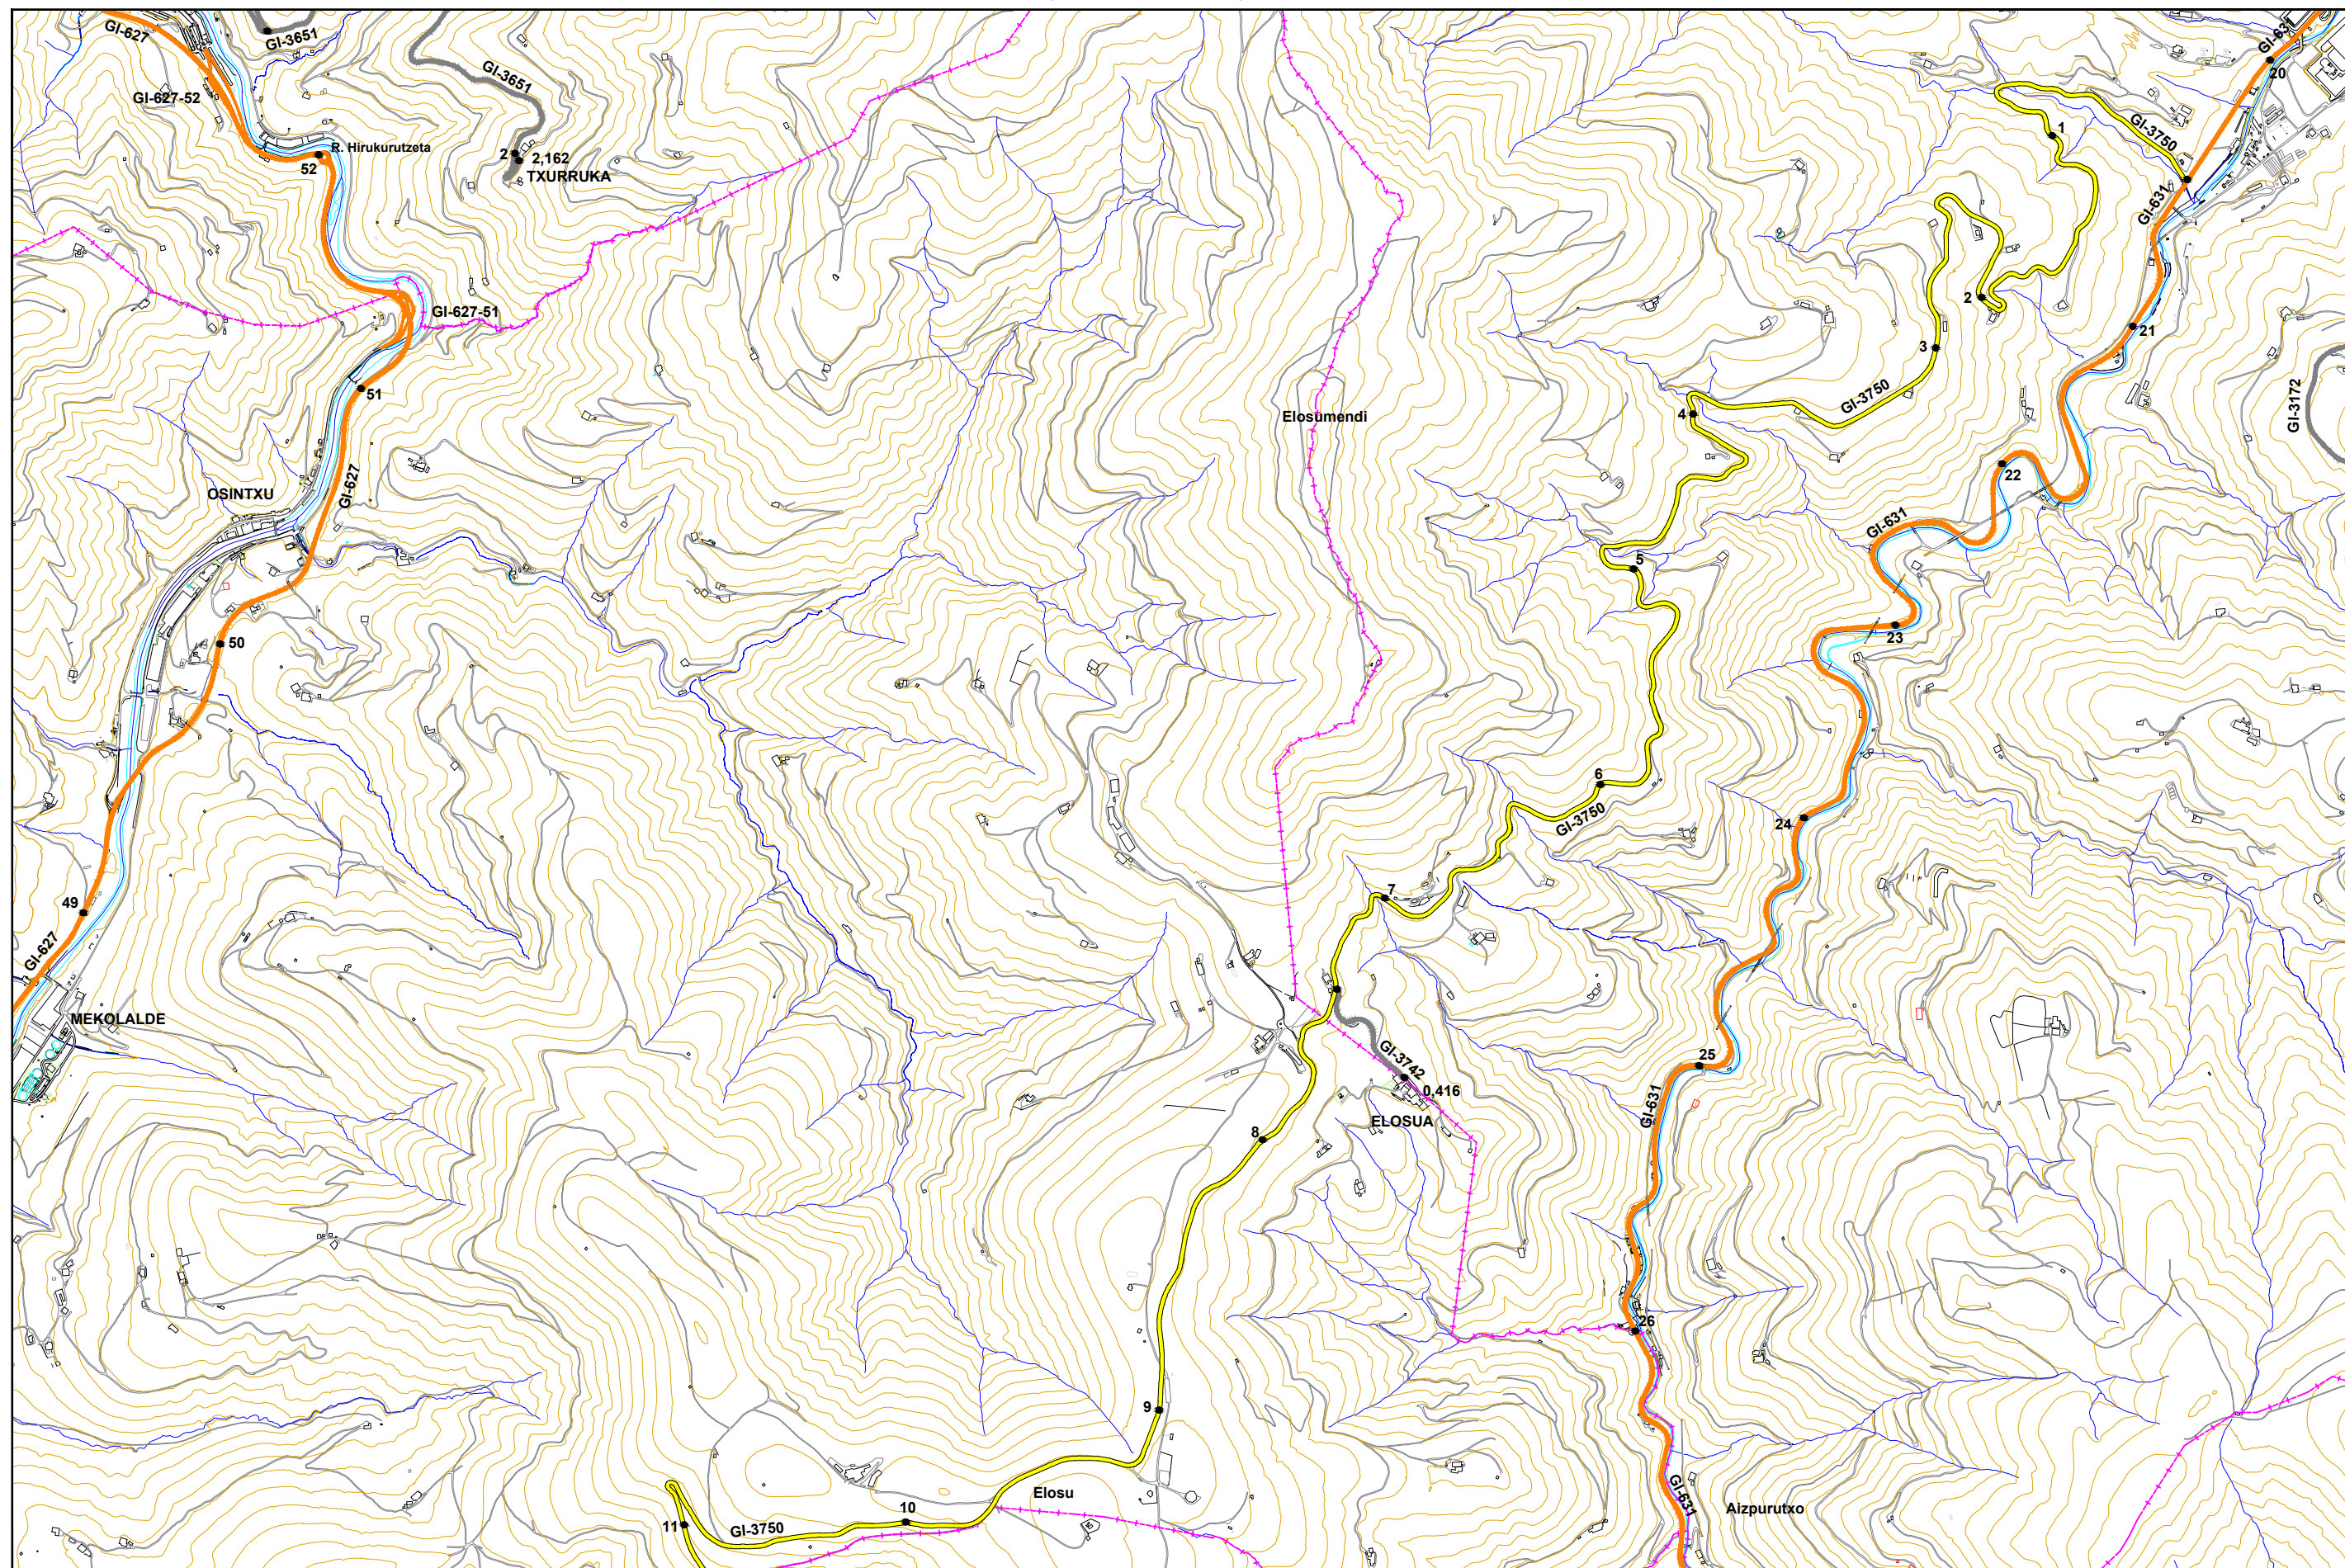 GI-627
GI-3651
GI-3651
GI-63
20
GI-627-52
1
GI-3750
R. Hirukurutzeta
52
2
2,162
TXURRUKA
GI-631
2
GI-627-51
21
3
51
GI-3750
GI-3172
4
Elosumendi
22
GI-627
OSINTXU
GI-631
5
23
50
6
GI-3750
24
7
49
GI-627
MEKOLALDE
GI-3742
25
0,416
GI-631
ELOSUA
8
26
9
Elosu
GI-631
Aizpurutxo
10
11
GI-3750